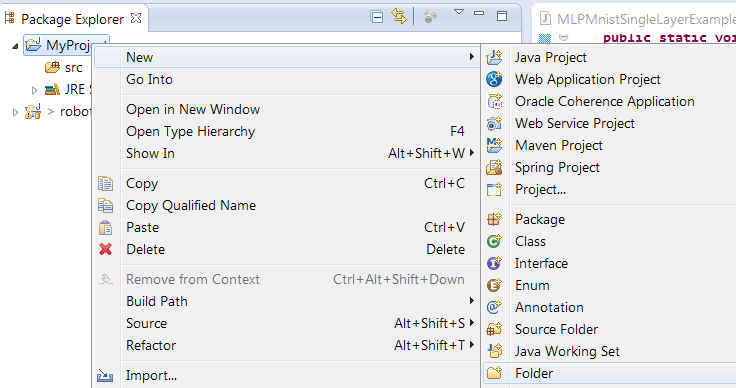 Package Explorer
MLPMnistSingleLayerExample
public static voi
MyProject
src
JRE S
> robot
New
Go Into
Open in New Window
Open Type Hierarchy F4
Show In Alt+Shift+W
Copy Ctrl+C
Copy Qualified Name
Paste Ctrl+V
Delete Delete
Remove from Context Ctrl+Alt+Shift+Down
Build Path
Source Alt+Shift+S
Refactor Alt+Shift+T
Import...
Java Project
Web Application Project
Oracle Coherence Application
Web Service Project
Maven Project
Spring Project
Project...
Package
Class
Interface
Enum
Annotation
Source Folder
Java Working Set
Folder